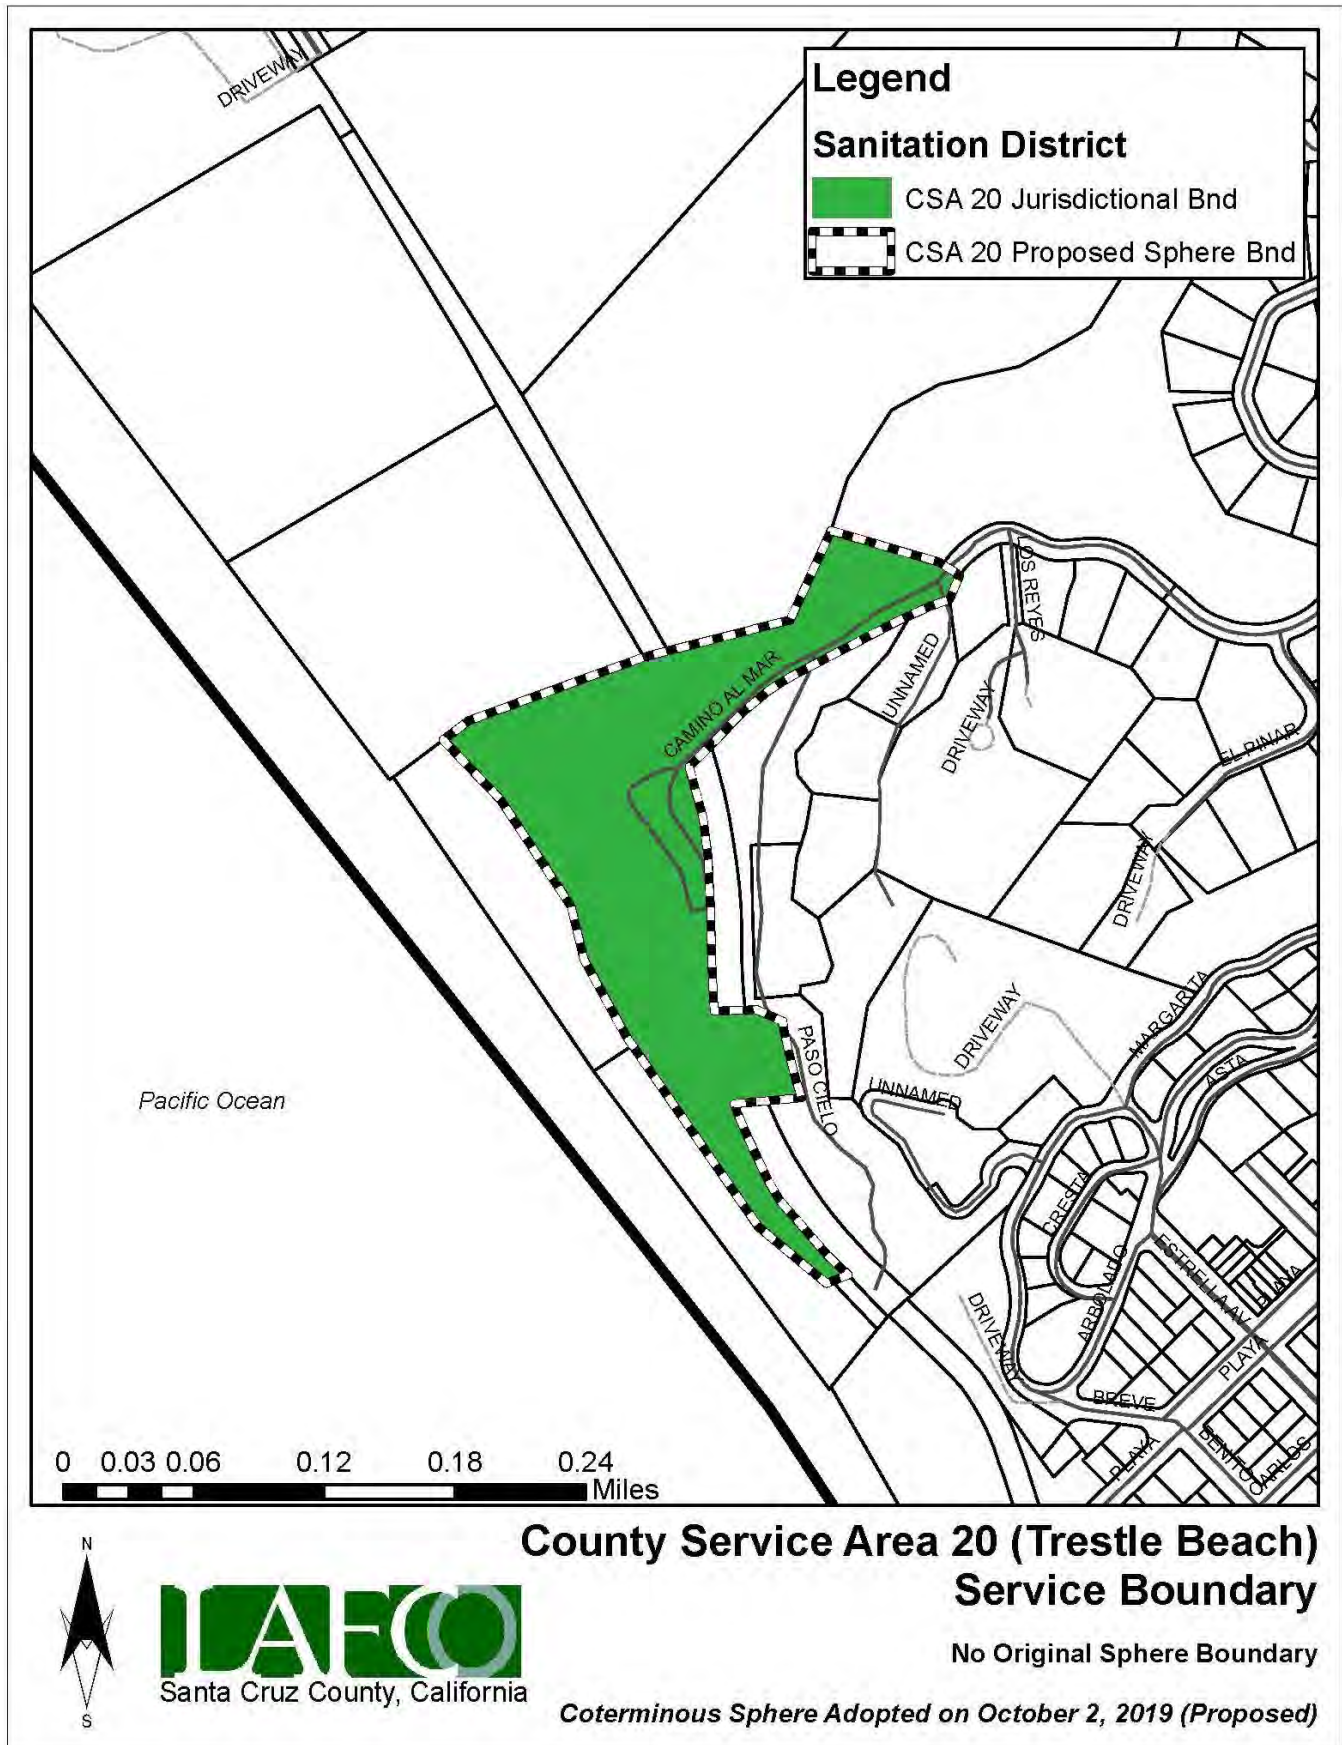 DRIVEWAY
Legend
Sanitation District
CSA 20 Jurisdictional Bnd
CSA 20 Proposed Sphere Bnd
LOS REYES
UNNAMED
CAMINO AL MAR
DRIVEWAY
EL PINAR
DRIVEWAY
MARGARITA
DRIVEWAY
ASTA
PASO CIELO
UNNAMED
Pacific Ocean
CRESTA
ARBOLADO
ESTRELLA AV
PLAYA
DRIVEWAY
PLAYA
BREVE
PLAYA
BENITO
CARLOS
0 0.03 0.06 0.12 0.18 0.24
Miles
County Service Area 20 (Trestle Beach)
Service Boundary
No Original Sphere Boundary
Coterminous Sphere Adopted on October 2, 2019 (Proposed)
N
S
LAFCO
Santa Cruz County, California